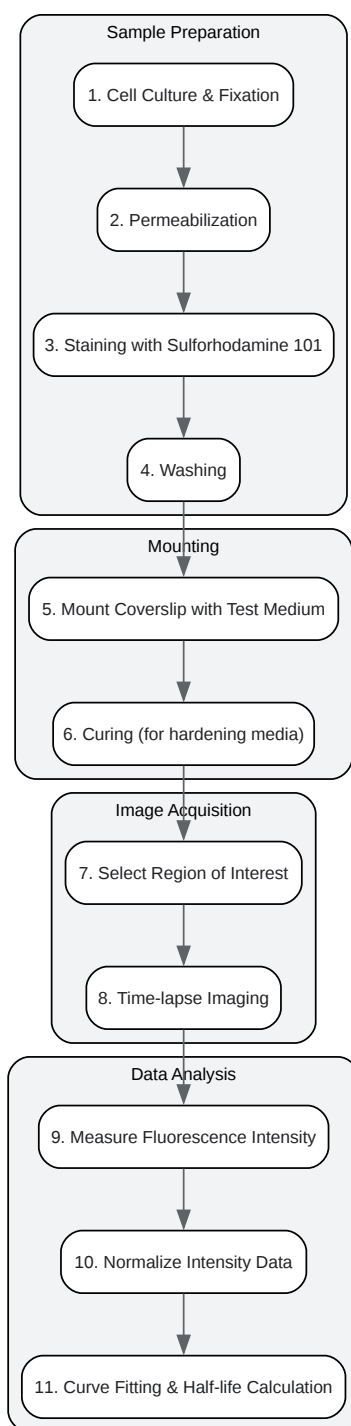 Sample Preparation
1. Cell Culture & Fixation
2. Permeabilization
3. Staining with Sulforhodamine 101
4. Washing
Mounting
5. Mount Coverslip with Test Medium
6. Curing (for hardening media)
Image Acquisition
7. Select Region of Interest
8. Time-lapse Imaging
Data Analysis
9. Measure Fluorescence Intensity
10. Normalize Intensity Data
11. Curve Fitting & Half-life Calculation